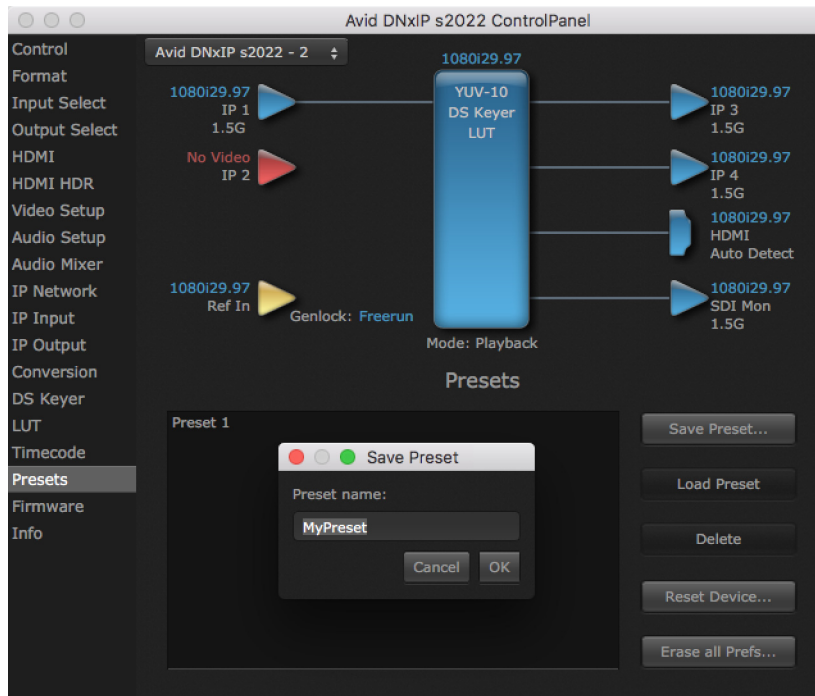 Avid DNxIP s2022 ControlPanel
Control
Format
Input Select
Output Select
HDMI
HDMI HDR
Video Setup
Audio Setup
Audio Mixer
IP Network
IP Input
IP Output
Conversion
DS Keyer
LUT
Timecode
Presets
Firmware
Info
Avid DNxIP s2022 - 2
1080i29.97
IP 1
1.5G
No Video
IP 2
1080i29.97
Ref In
Genlock: Freerun
1080i29.97
YUV-10
DS Keyer
LUT
Mode: Playback
1080i29.97
IP 3
1.5G
1080i29.97
IP 4
1.5G
1080i29.97
HDMI
Auto Detect
1080i29.97
SDI Mon
1.5G
Presets
Preset 1
Save Preset
Preset name:
MyPreset
Cancel OK
Save Preset...
Load Preset
Delete
Reset Device...
Erase all Prefs...